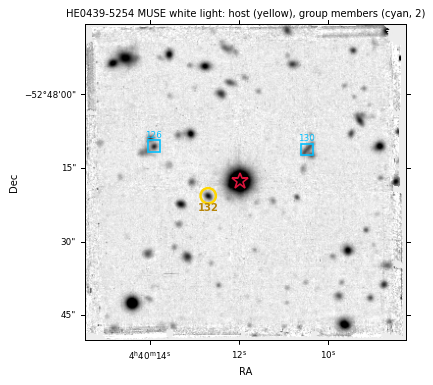 HE0439-5254 MUSE white light: host (yellow), group members (cyan, 2)
−52°48'00"
126
130
15"
132
30"
45"
4ʰ40ᵐ14ˢ 12ˢ 10ˢ
Dec
RA